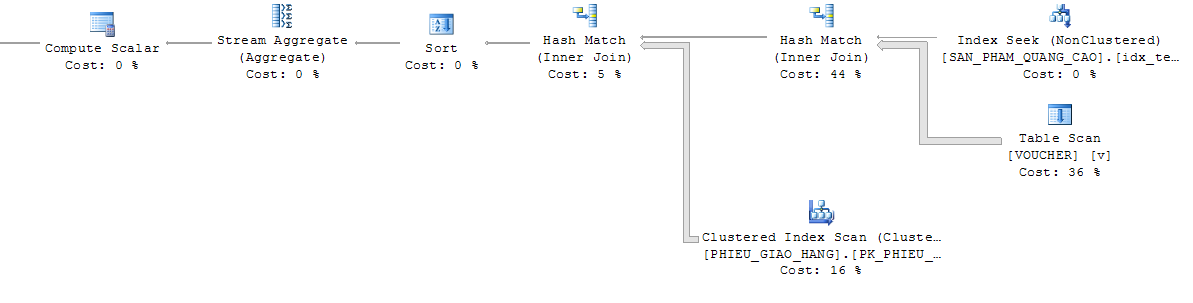 Compute Scalar
Cost: 0 %
Stream Aggregate
(Aggregate)
Cost: 0 %
Sort
Cost: 0 %
Hash Match
(Inner Join)
Cost: 5 %
Hash Match
(Inner Join)
Cost: 44 %
Index Seek (NonClustered)
[SAN_PHAM_QUANG_CAO].[idx_te…
Cost: 0 %
Table Scan
[VOUCHER] [v]
Cost: 36 %
Clustered Index Scan (Cluste…
[PHIEU_GIAO_HANG].[PK_PHIEU_…
Cost: 16 %